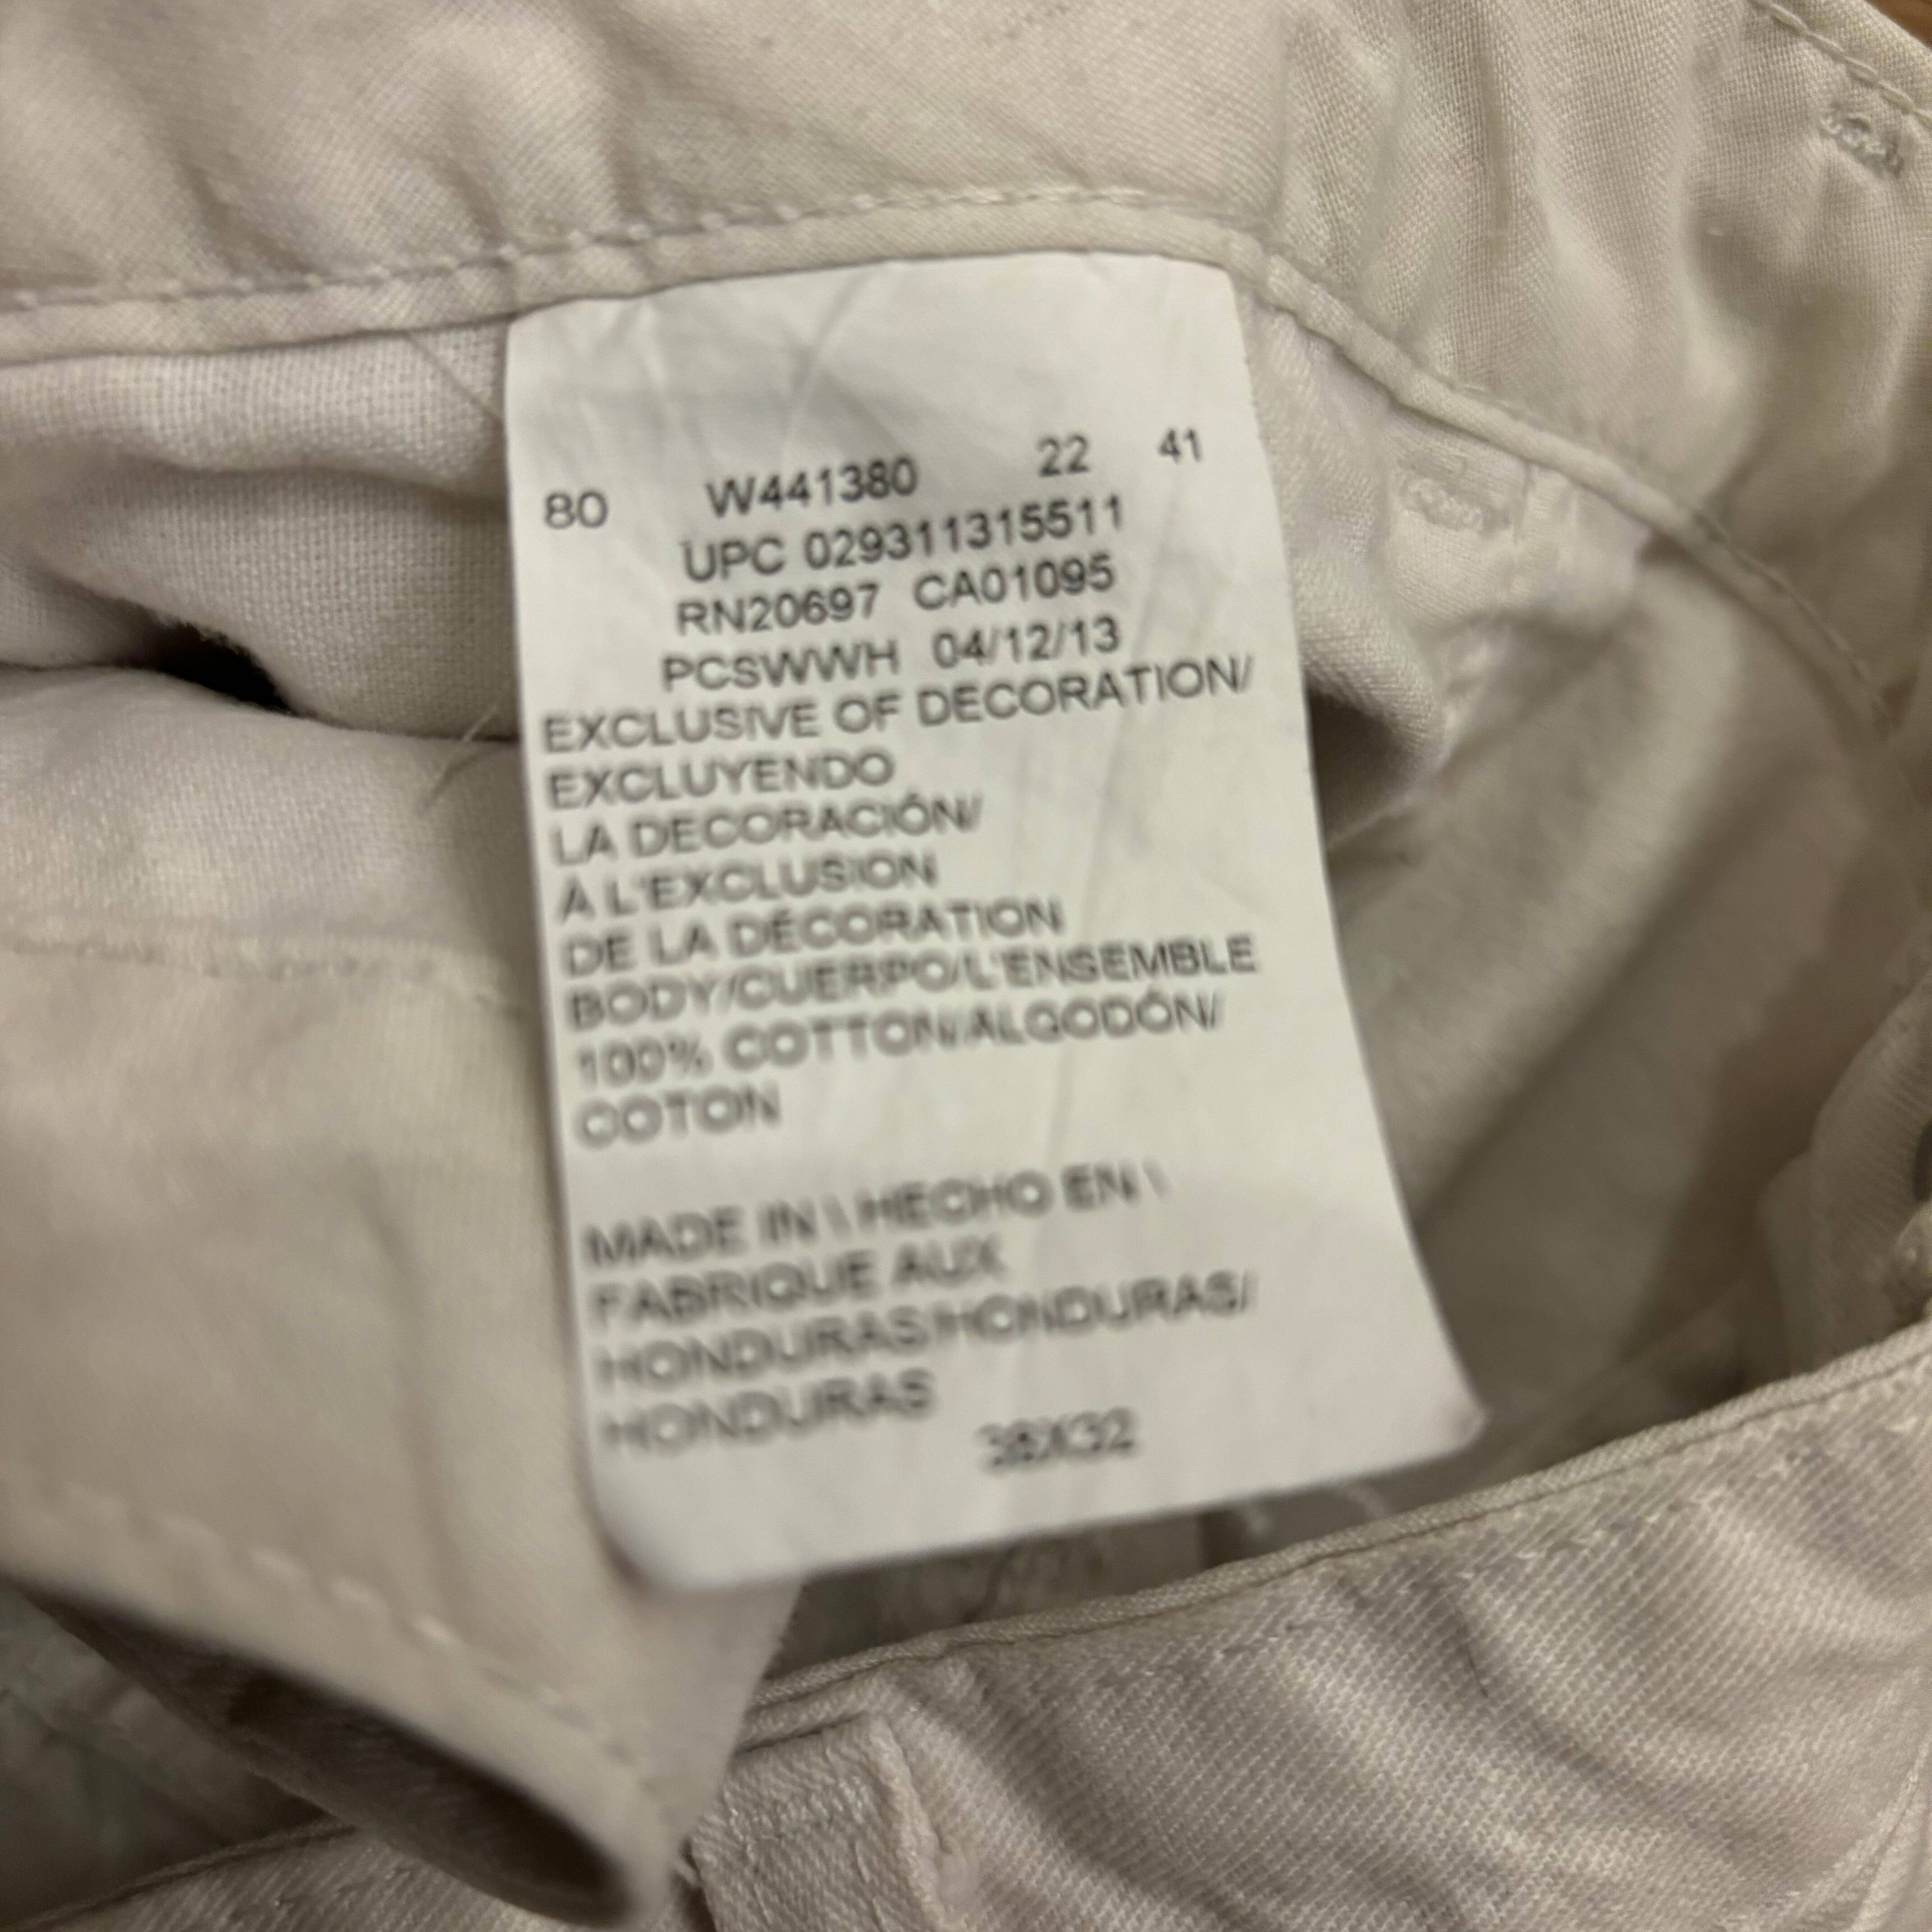 80 W441380 22 41
UPC 029311315511
RN20697 CA01095
PCSWWH 04/12/13
EXCLUSIVE OF DECORATION/
EXCLUYENDO
LA DECORACIÓN/
À L'EXCLUSION
DE LA DÉCORATION
BODY/CUERPO/L'ENSEMBLE
100% COTTON/ALGODÓN/
COTON
MADE IN \ HECHO EN \
FABRIQUE AUX
HONDURAS/HONDURAS/
HONDURAS